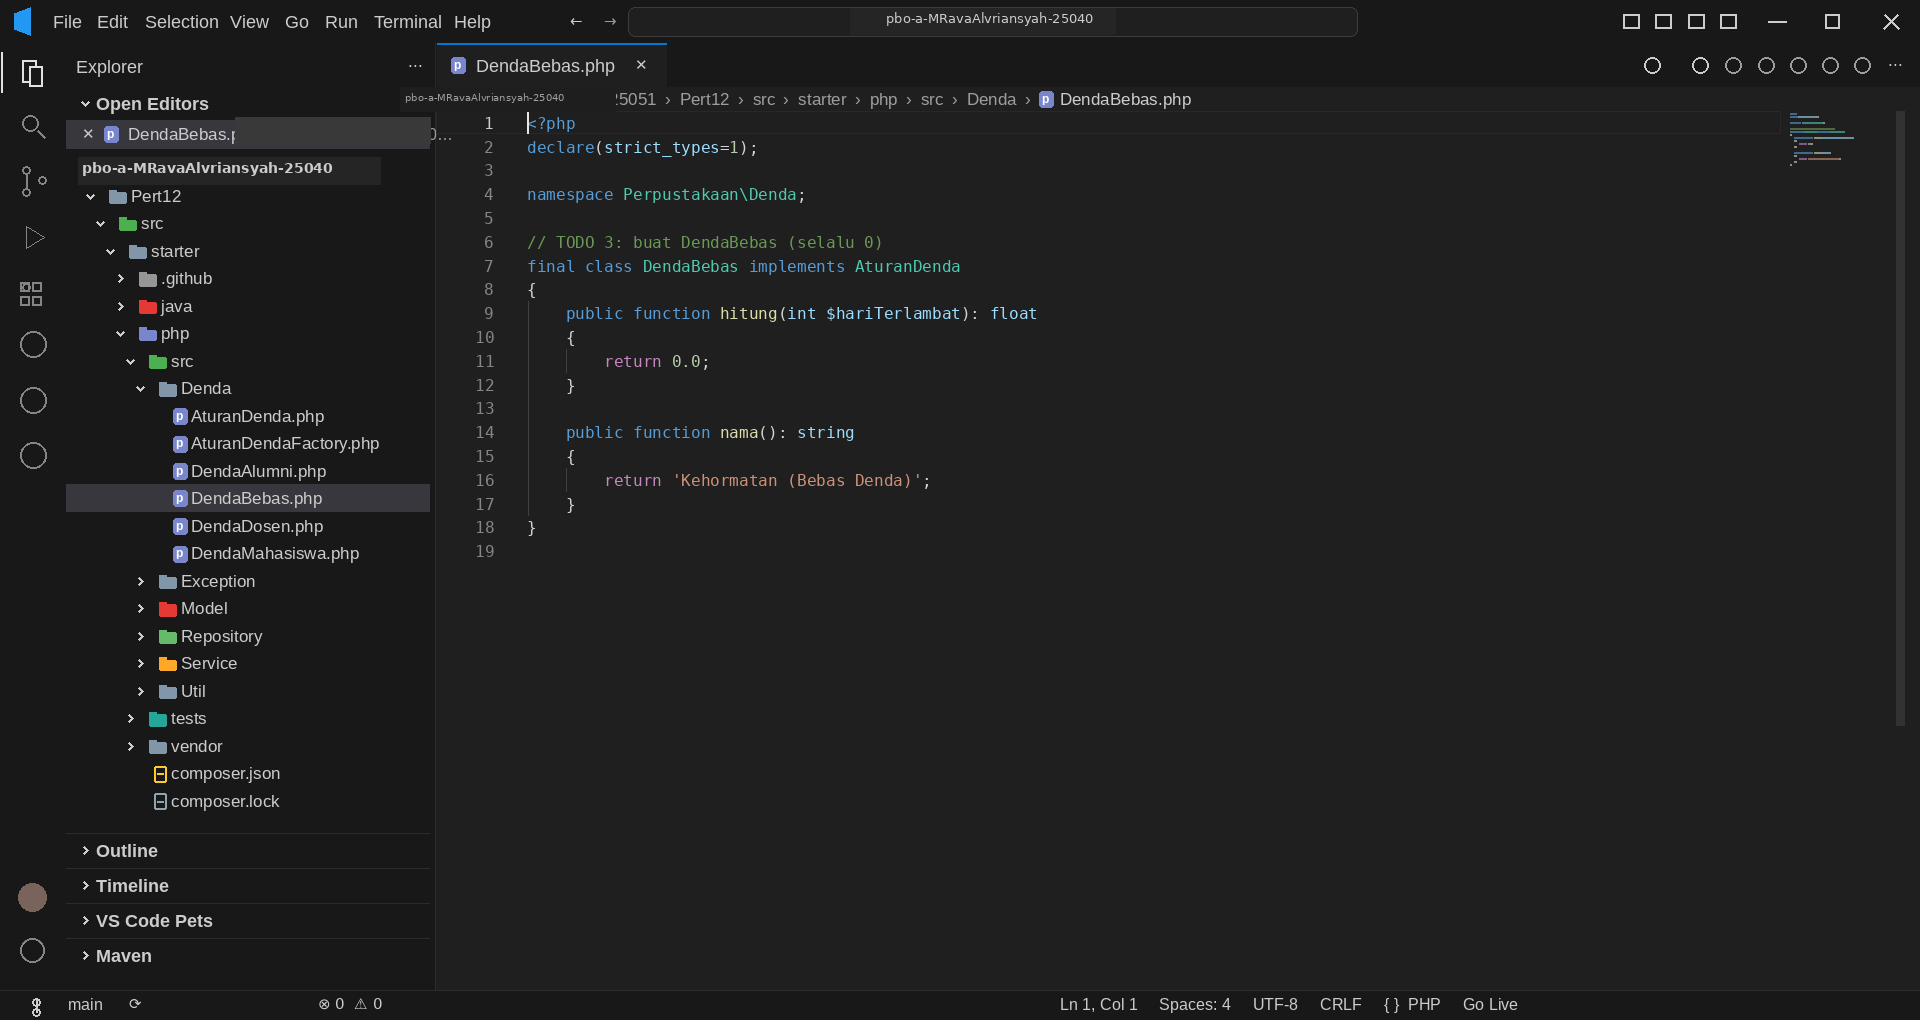 File Edit Selection View Go Run Terminal Help ← → pbo-a-MRavaAlvriansyah-25040
Explorer ···
DendaBebas.php ×
Open Editors
× DendaBebas.p 0...
pbo-a-MRavaAlvriansyah-25040
Pert12
src
starter
.github
java
php
src
Denda
AturanDenda.php
AturanDendaFactory.php
DendaAlumni.php
DendaBebas.php
DendaDosen.php
DendaMahasiswa.php
Exception
Model
Repository
Service
Util
tests
vendor
composer.json
composer.lock
Outline
Timeline
VS Code Pets
Maven
pbo-a-MRavaAlvriansyah-25040 25051 › Pert12 › src › starter › php › src › Denda › DendaBebas.php
1 <?php
2 declare(strict_types=1);
3
4 namespace Perpustakaan\Denda;
5
6 // TODO 3: buat DendaBebas (selalu 0)
7 final class DendaBebas implements AturanDenda
8 {
9 public function hitung(int $hariTerlambat): float
10 {
11 return 0.0;
12 }
13
14 public function nama(): string
15 {
16 return 'Kehormatan (Bebas Denda)';
17 }
18 }
19
main ⟳ ⊗ 0 ⚠ 0 Ln 1, Col 1 Spaces: 4 UTF-8 CRLF { } PHP Go Live